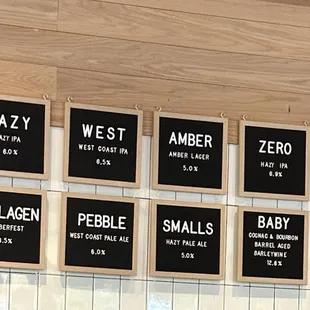 AZY
Y IPA
6.0%
WEST
WEST COAST IPA
6.5%
AMBER
AMBER LAGER
5.0%
ZERO
HAZY IPA
6.9%
LAGEN
BERFEST
5.5%
PEBBLE
WEST COAST PALE ALE
6.0%
SMALLS
HAZY PALE ALE
5.0%
BABY
COGNAC & BOURBON
BARREL AGED
BARLEYWINE
12.8%